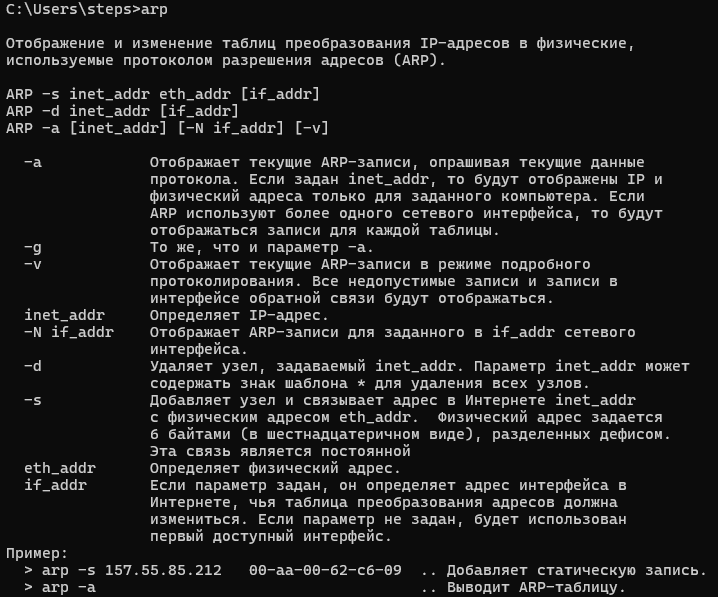 C:\Users\steps>arp
Отображение и изменение таблиц преобразования IP-адресов в физические,
используемые протоколом разрешения адресов (ARP).
ARP -s inet_addr eth_addr [if_addr]
ARP -d inet_addr [if_addr]
ARP -a [inet_addr] [-N if_addr] [-v]
-a Отображает текущие ARP-записи, опрашивая текущие данные
протокола. Если задан inet_addr, то будут отображены IP и
физический адреса только для заданного компьютера. Если
ARP используют более одного сетевого интерфейса, то будут
отображаться записи для каждой таблицы.
-g То же, что и параметр -a.
-v Отображает текущие ARP-записи в режиме подробного
протоколирования. Все недопустимые записи и записи в
интерфейсе обратной связи будут отображаться.
inet_addr Определяет IP-адрес.
-N if_addr Отображает ARP-записи для заданного в if_addr сетевого
интерфейса.
-d Удаляет узел, задаваемый inet_addr. Параметр inet_addr может
содержать знак шаблона * для удаления всех узлов.
-s Добавляет узел и связывает адрес в Интернете inet_addr
с физическим адресом eth_addr. Физический адрес задается
6 байтами (в шестнадцатеричном виде), разделенных дефисом.
Эта связь является постоянной
eth_addr Определяет физический адрес.
if_addr Если параметр задан, он определяет адрес интерфейса в
Интернете, чья таблица преобразования адресов должна
измениться. Если параметр не задан, будет использован
первый доступный интерфейс.
Пример:
> arp -s 157.55.85.212 00-aa-00-62-c6-09 .. Добавляет статическую запись.
> arp -a .. Выводит ARP-таблицу.